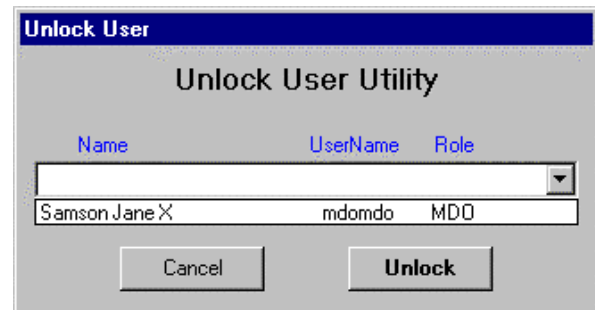 Unlock User
Unlock User Utility
Name UserName Role
Samson Jane X mdomdo MDO
Cancel Unlock